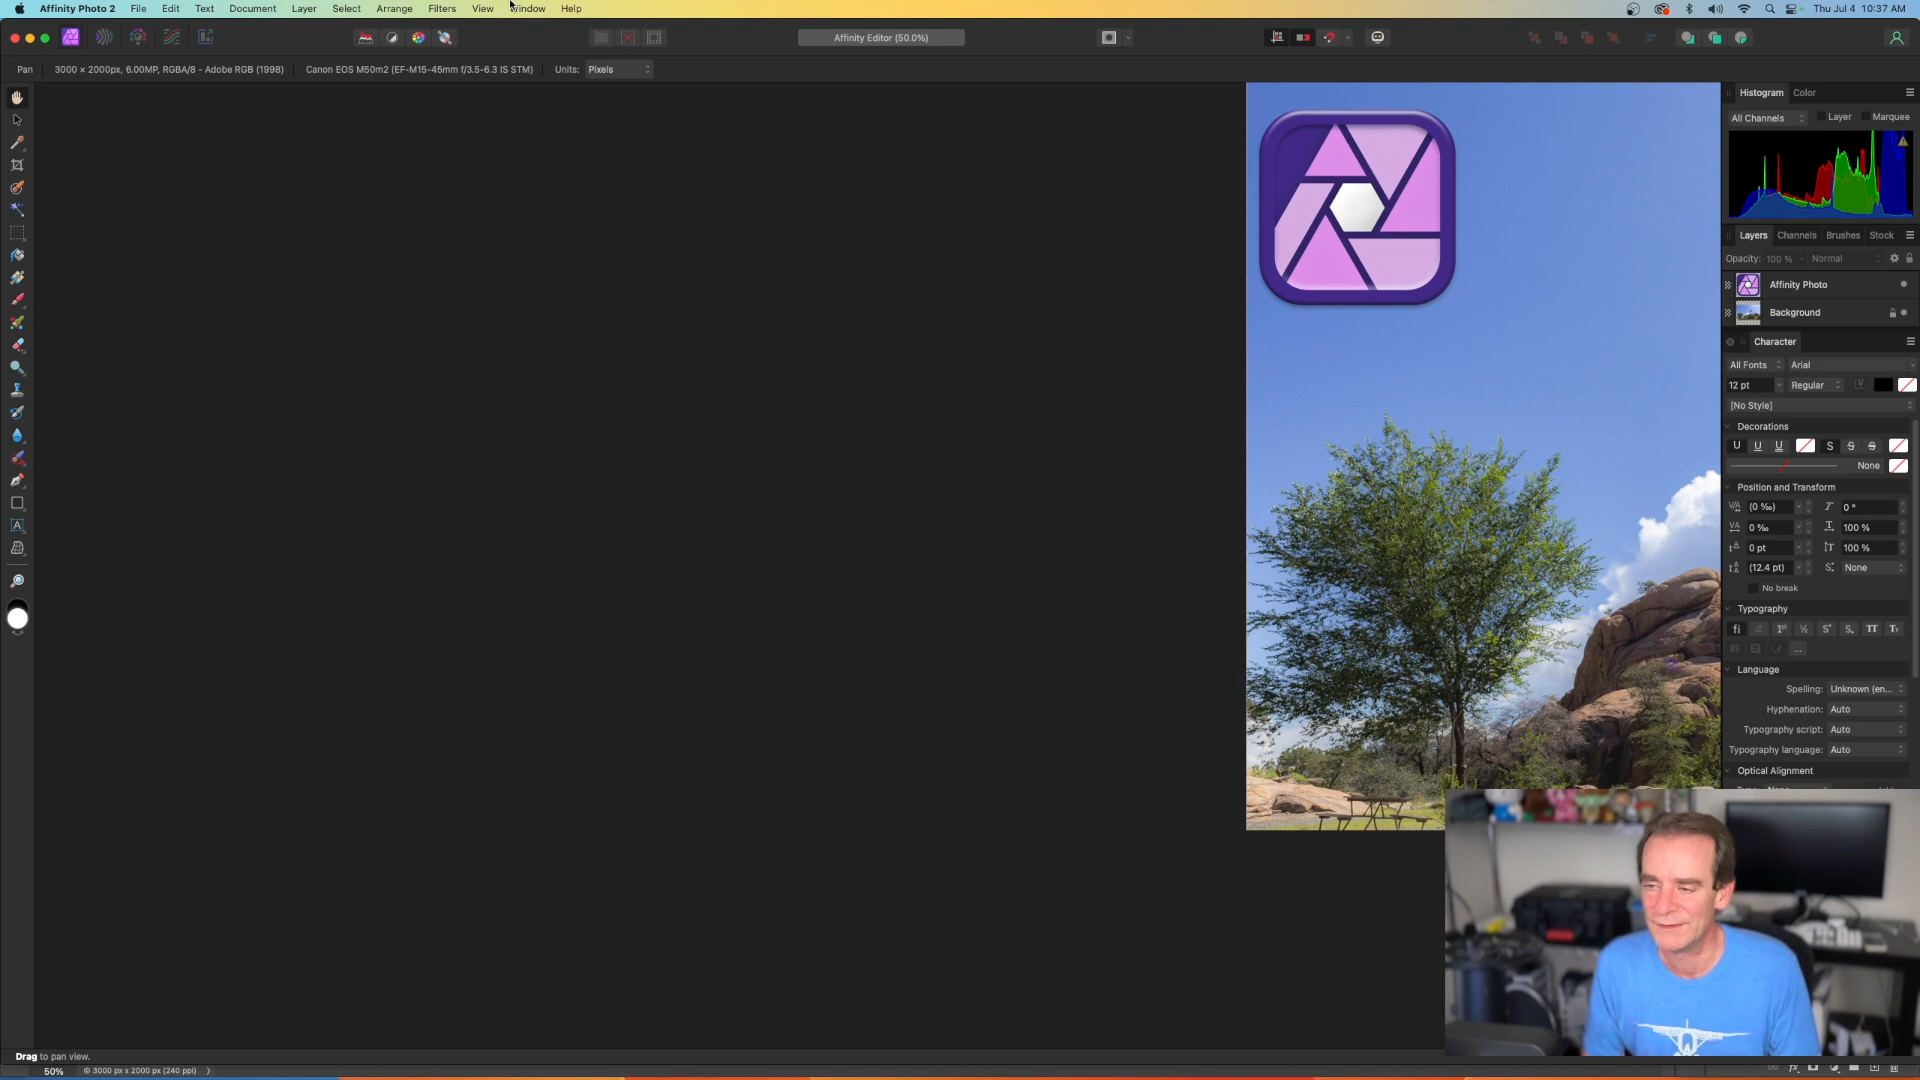 Affinity Photo 2 File Edit Text Document Layer Select Arrange Filters View Window Help Thu Jul 4 10:37 AM
Affinity Editor (50.0%)
Pan 3000 × 2000px, 6.00MP, RGBA/8 - Adobe RGB (1998) Canon EOS M50m2 (EF-M15-45mm f/3.5-6.3 IS STM) Units: Pixels
Histogram Color
All Channels Layer Marquee
Layers Channels Brushes Stock
Opacity: 100 % Normal
Affinity Photo
Background
Character
All Fonts Arial
12 pt Regular
[No Style]
Decorations
U U U S S S
None
Position and Transform
(0 ‰) 0 °
0 ‰ 100 %
0 pt 100 %
(12.4 pt) None
No break
Typography
fi 1st ½ S S TT Tt
...
Language
Spelling: Unknown (en...
Hyphenation: Auto
Typography script: Auto
Typography language: Auto
Optical Alignment
Drag to pan view.
50% © 3000 px x 2000 px (240 ppi)